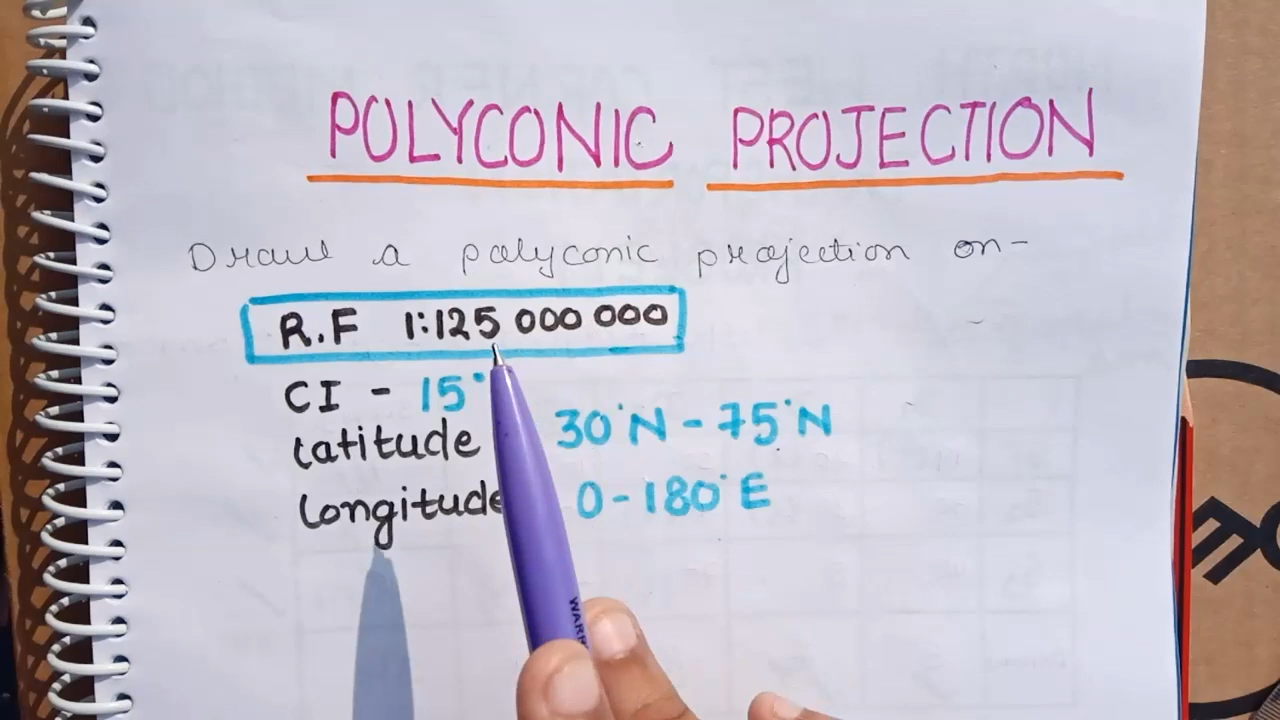 POLYCONIC PROJECTION
Draw a polyconic projection on-
R.F 1:125 000 000
CI - 15°
Latitude 30°N - 75°N
Longitude 0 - 180°E